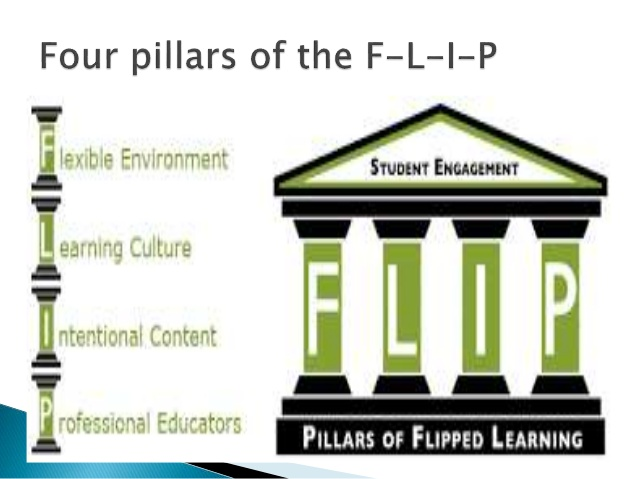 Four pillars of the F-L-I-P
Flexible Environment
Learning Culture
Intentional Content
Professional Educators
STUDENT ENGAGEMENT
F L I P
PILLARS OF FLIPPED LEARNING